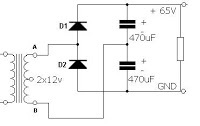 + 65V
D1
+
470uF
A
2x12v
D2
+
470uF
B
GND